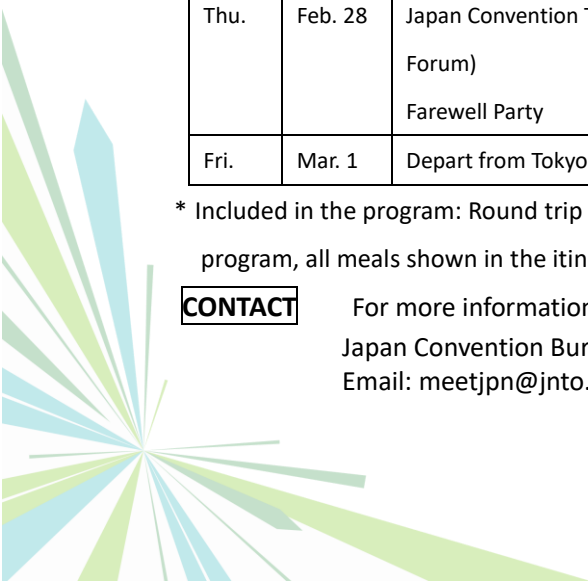 Thu. Feb. 28 Japan Convention
Forum)
Farewell Party
Fri. Mar. 1 Depart from Tokyo
* Included in the program: Round trip
program, all meals shown in the itin
CONTACT For more information
Japan Convention Bur
Email: meetjpn@jnto.